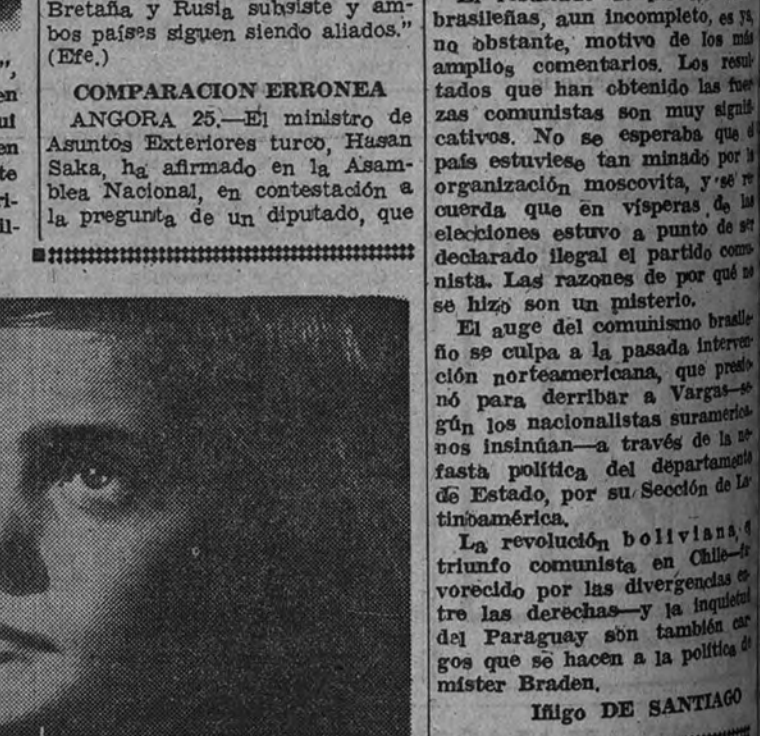 ",
en
ui
en
te
ri-
il-
Bretaña y Rusia subsiste y am-
bos países siguen siendo aliados."
(Efe.)
COMPARACION ERRONEA
ANGORA 25.—El ministro de
Asuntos Exteriores turco, Hasan
Saka, ha afirmado en la Asam-
blea Nacional, en contestación a
la pregunta de un diputado, que
brasileñas, aun incompleto, es ya,
no obstante, motivo de los más
amplios comentarios. Los resul-
tados que han obtenido las fuer-
zas comunistas son muy signifi-
cativos. No se esperaba que el
país estuviese tan minado por la
organización moscovita, y se re-
cuerda que en vísperas de las
elecciones estuvo a punto de ser
declarado ilegal el partido comu-
nista. Las razones de por qué no
se hizo son un misterio.
El auge del comunismo brasile-
ño se culpa a la pasada interven-
ción norteamericana, que presio-
nó para derribar a Vargas—se-
gún los nacionalistas suramerica-
nos insinúan—a través de la ne-
fasta política del departamento
de Estado, por su Sección de La-
tinoamérica.
La revolución boliviana, el
triunfo comunista en Chile—fa-
vorecido por las divergencias en-
tre las derechas—y la inquietud
del Paraguay son también car-
gos que se hacen a la política de
míster Braden.
Iñigo DE SANTIAGO